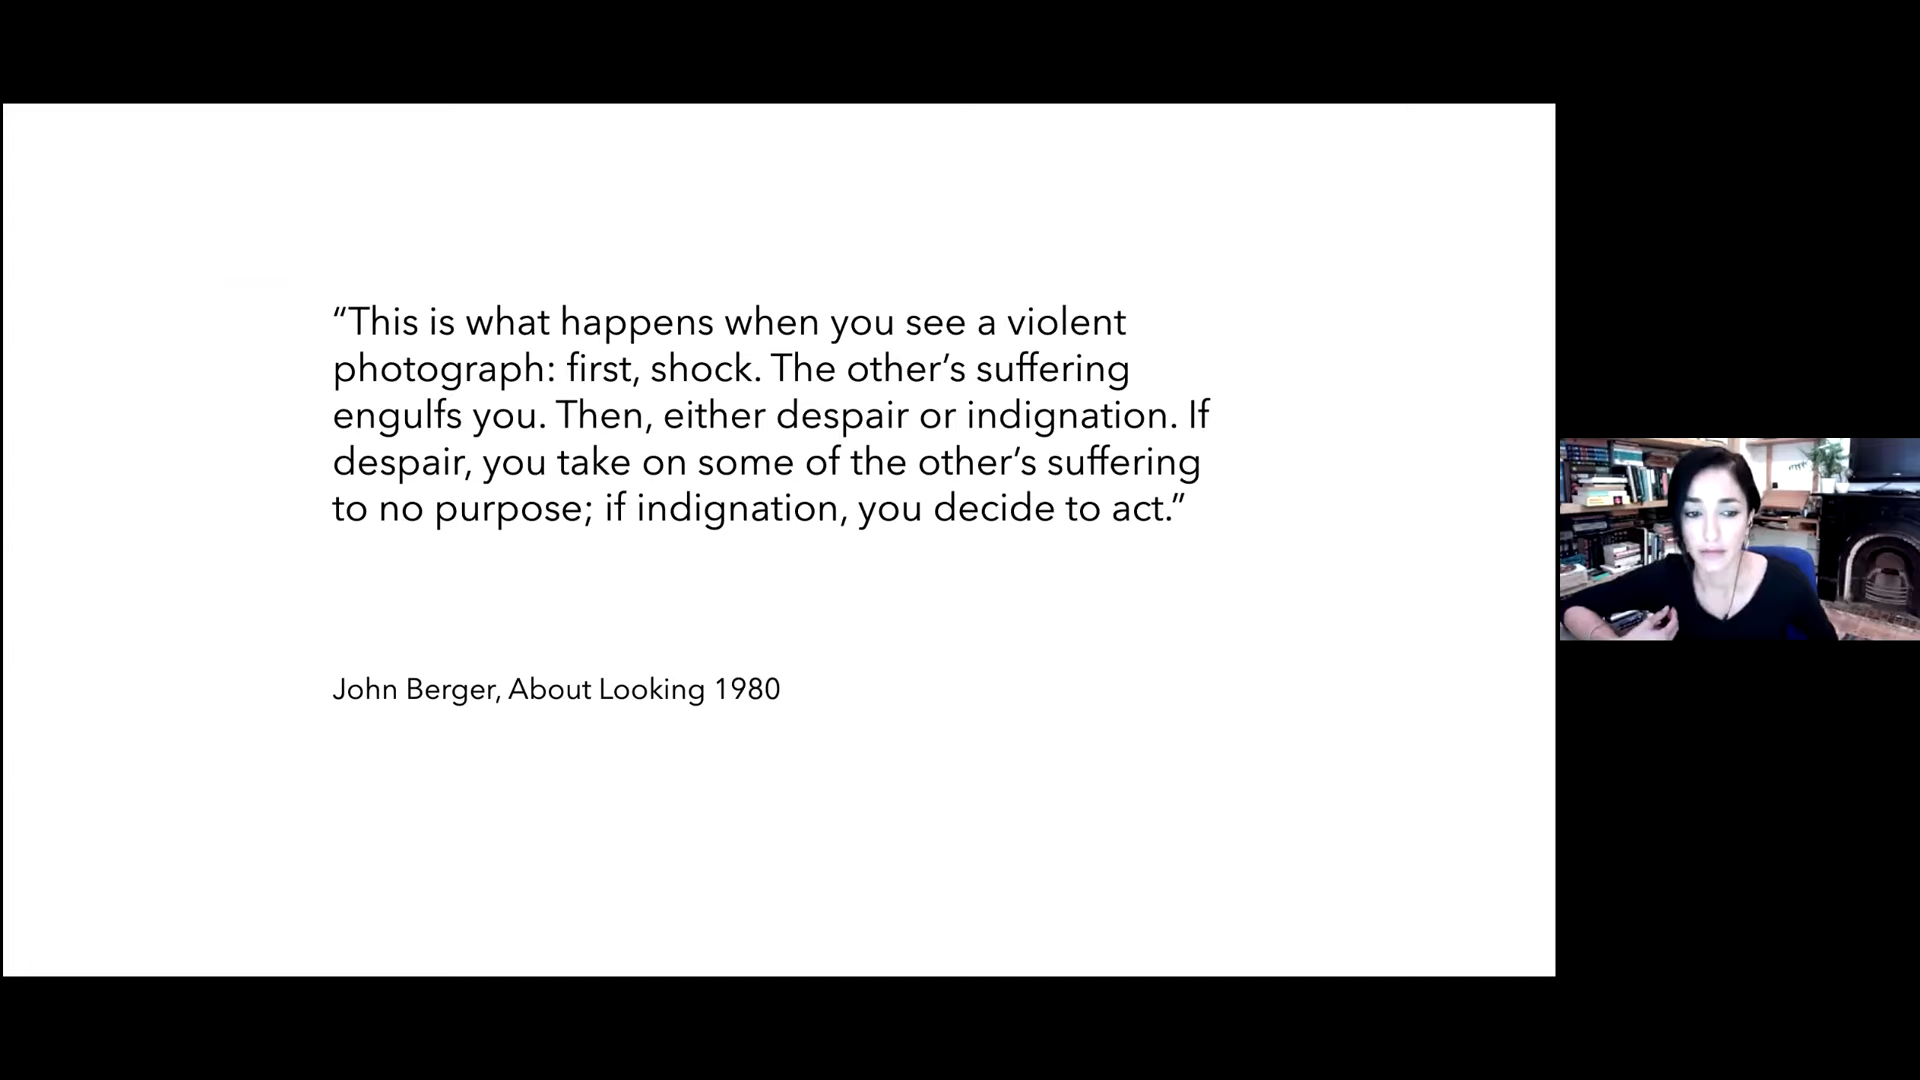 “This is what happens when you see a violent
photograph: first, shock. The other’s suffering
engulfs you. Then, either despair or indignation. If
despair, you take on some of the other’s suffering
to no purpose; if indignation, you decide to act.”
John Berger, About Looking 1980